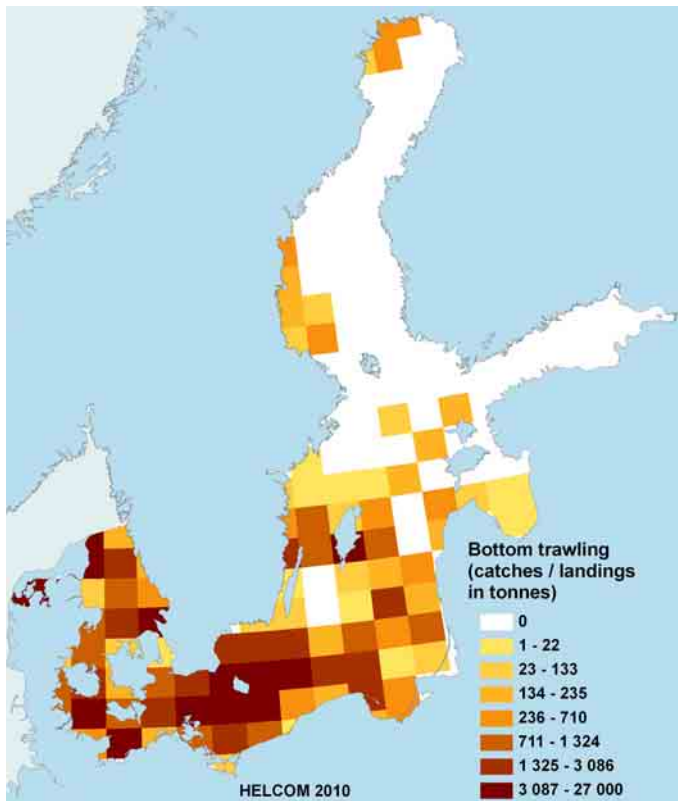 Bottom trawling
(catches / landings
in tonnes)
0
1 - 22
23 - 133
134 - 235
236 - 710
711 - 1 324
1 325 - 3 086
3 087 - 27 000
HELCOM 2010